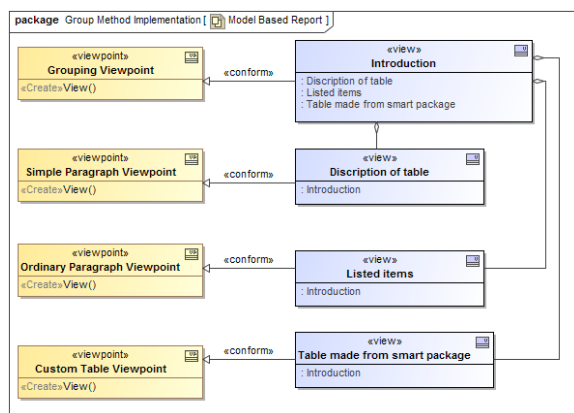 package Group Method Implementation [ Model Based Report ]
«viewpoint»
Grouping Viewpoint
«Create»View()
«conform»
«view»
Introduction
: Discription of table
: Listed items
: Table made from smart package
«viewpoint»
Simple Paragraph Viewpoint
«Create»View()
«conform»
«view»
Discription of table
: Introduction
«viewpoint»
Ordinary Paragraph Viewpoint
«Create»View()
«conform»
«view»
Listed items
: Introduction
«viewpoint»
Custom Table Viewpoint
«Create»View()
«conform»
«view»
Table made from smart package
: Introduction